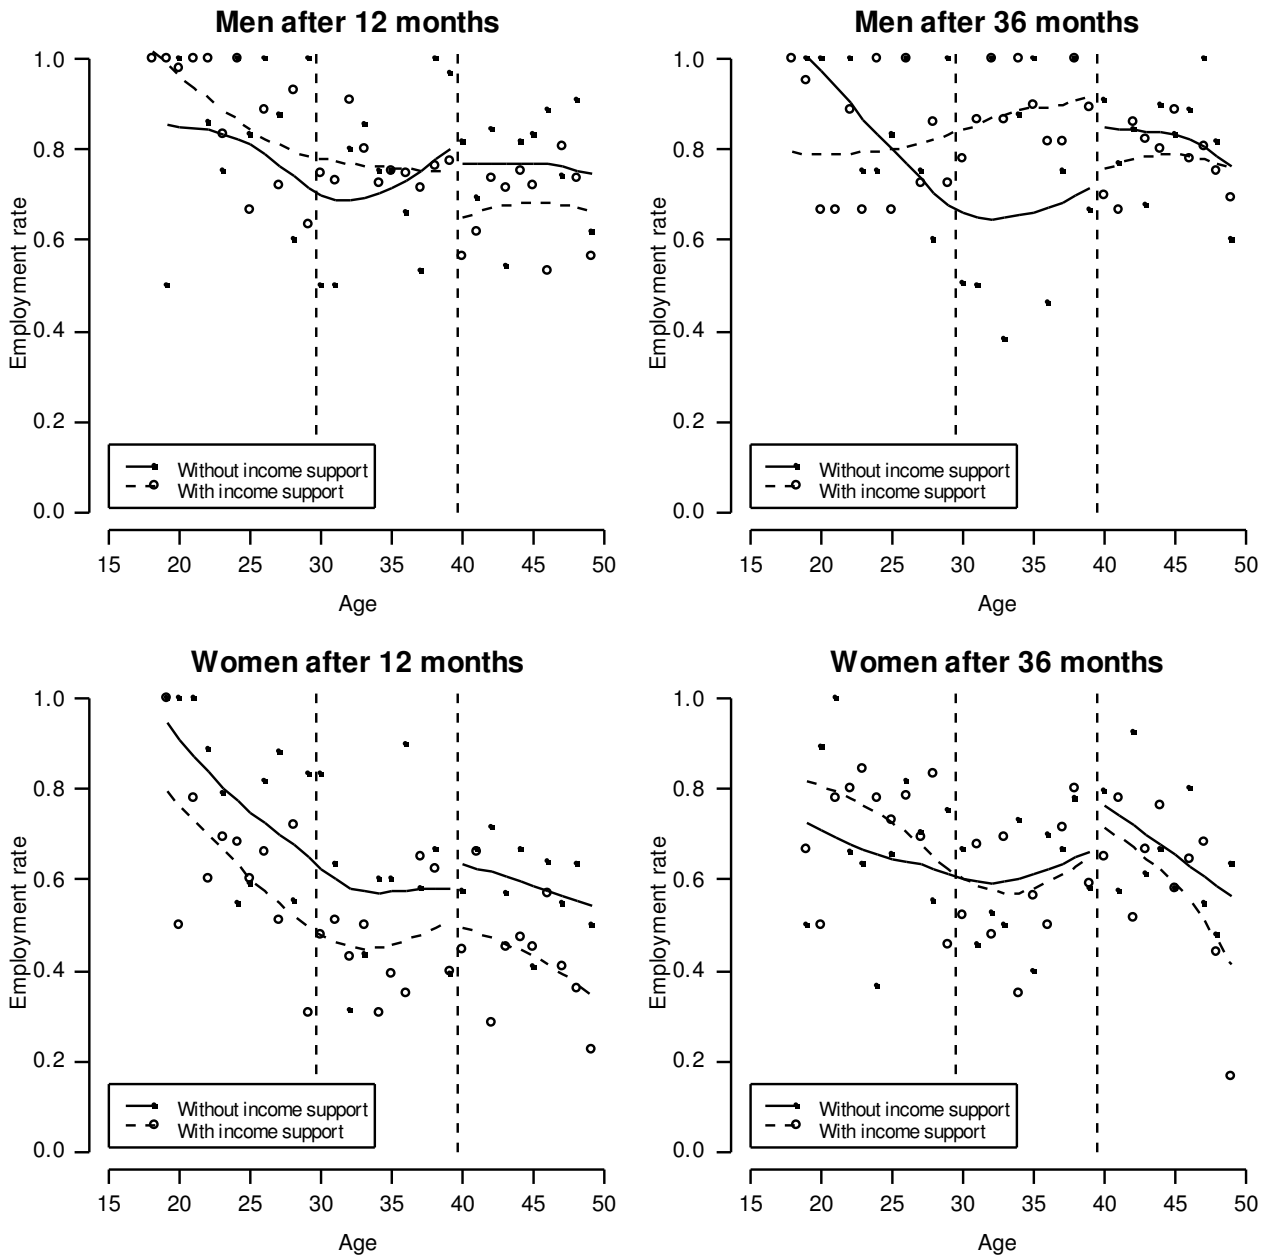 Men after 12 months
Employment rate
1.0
0.8
0.6
0.4
0.2
0.0
Without income support
With income support
15 20 25 30 35 40 45 50
Age
Men after 36 months
Employment rate
1.0
0.8
0.6
0.4
0.2
0.0
Without income support
With income support
15 20 25 30 35 40 45 50
Age
Women after 12 months
Employment rate
1.0
0.8
0.6
0.4
0.2
0.0
Without income support
With income support
15 20 25 30 35 40 45 50
Age
Women after 36 months
Employment rate
1.0
0.8
0.6
0.4
0.2
0.0
Without income support
With income support
15 20 25 30 35 40 45 50
Age